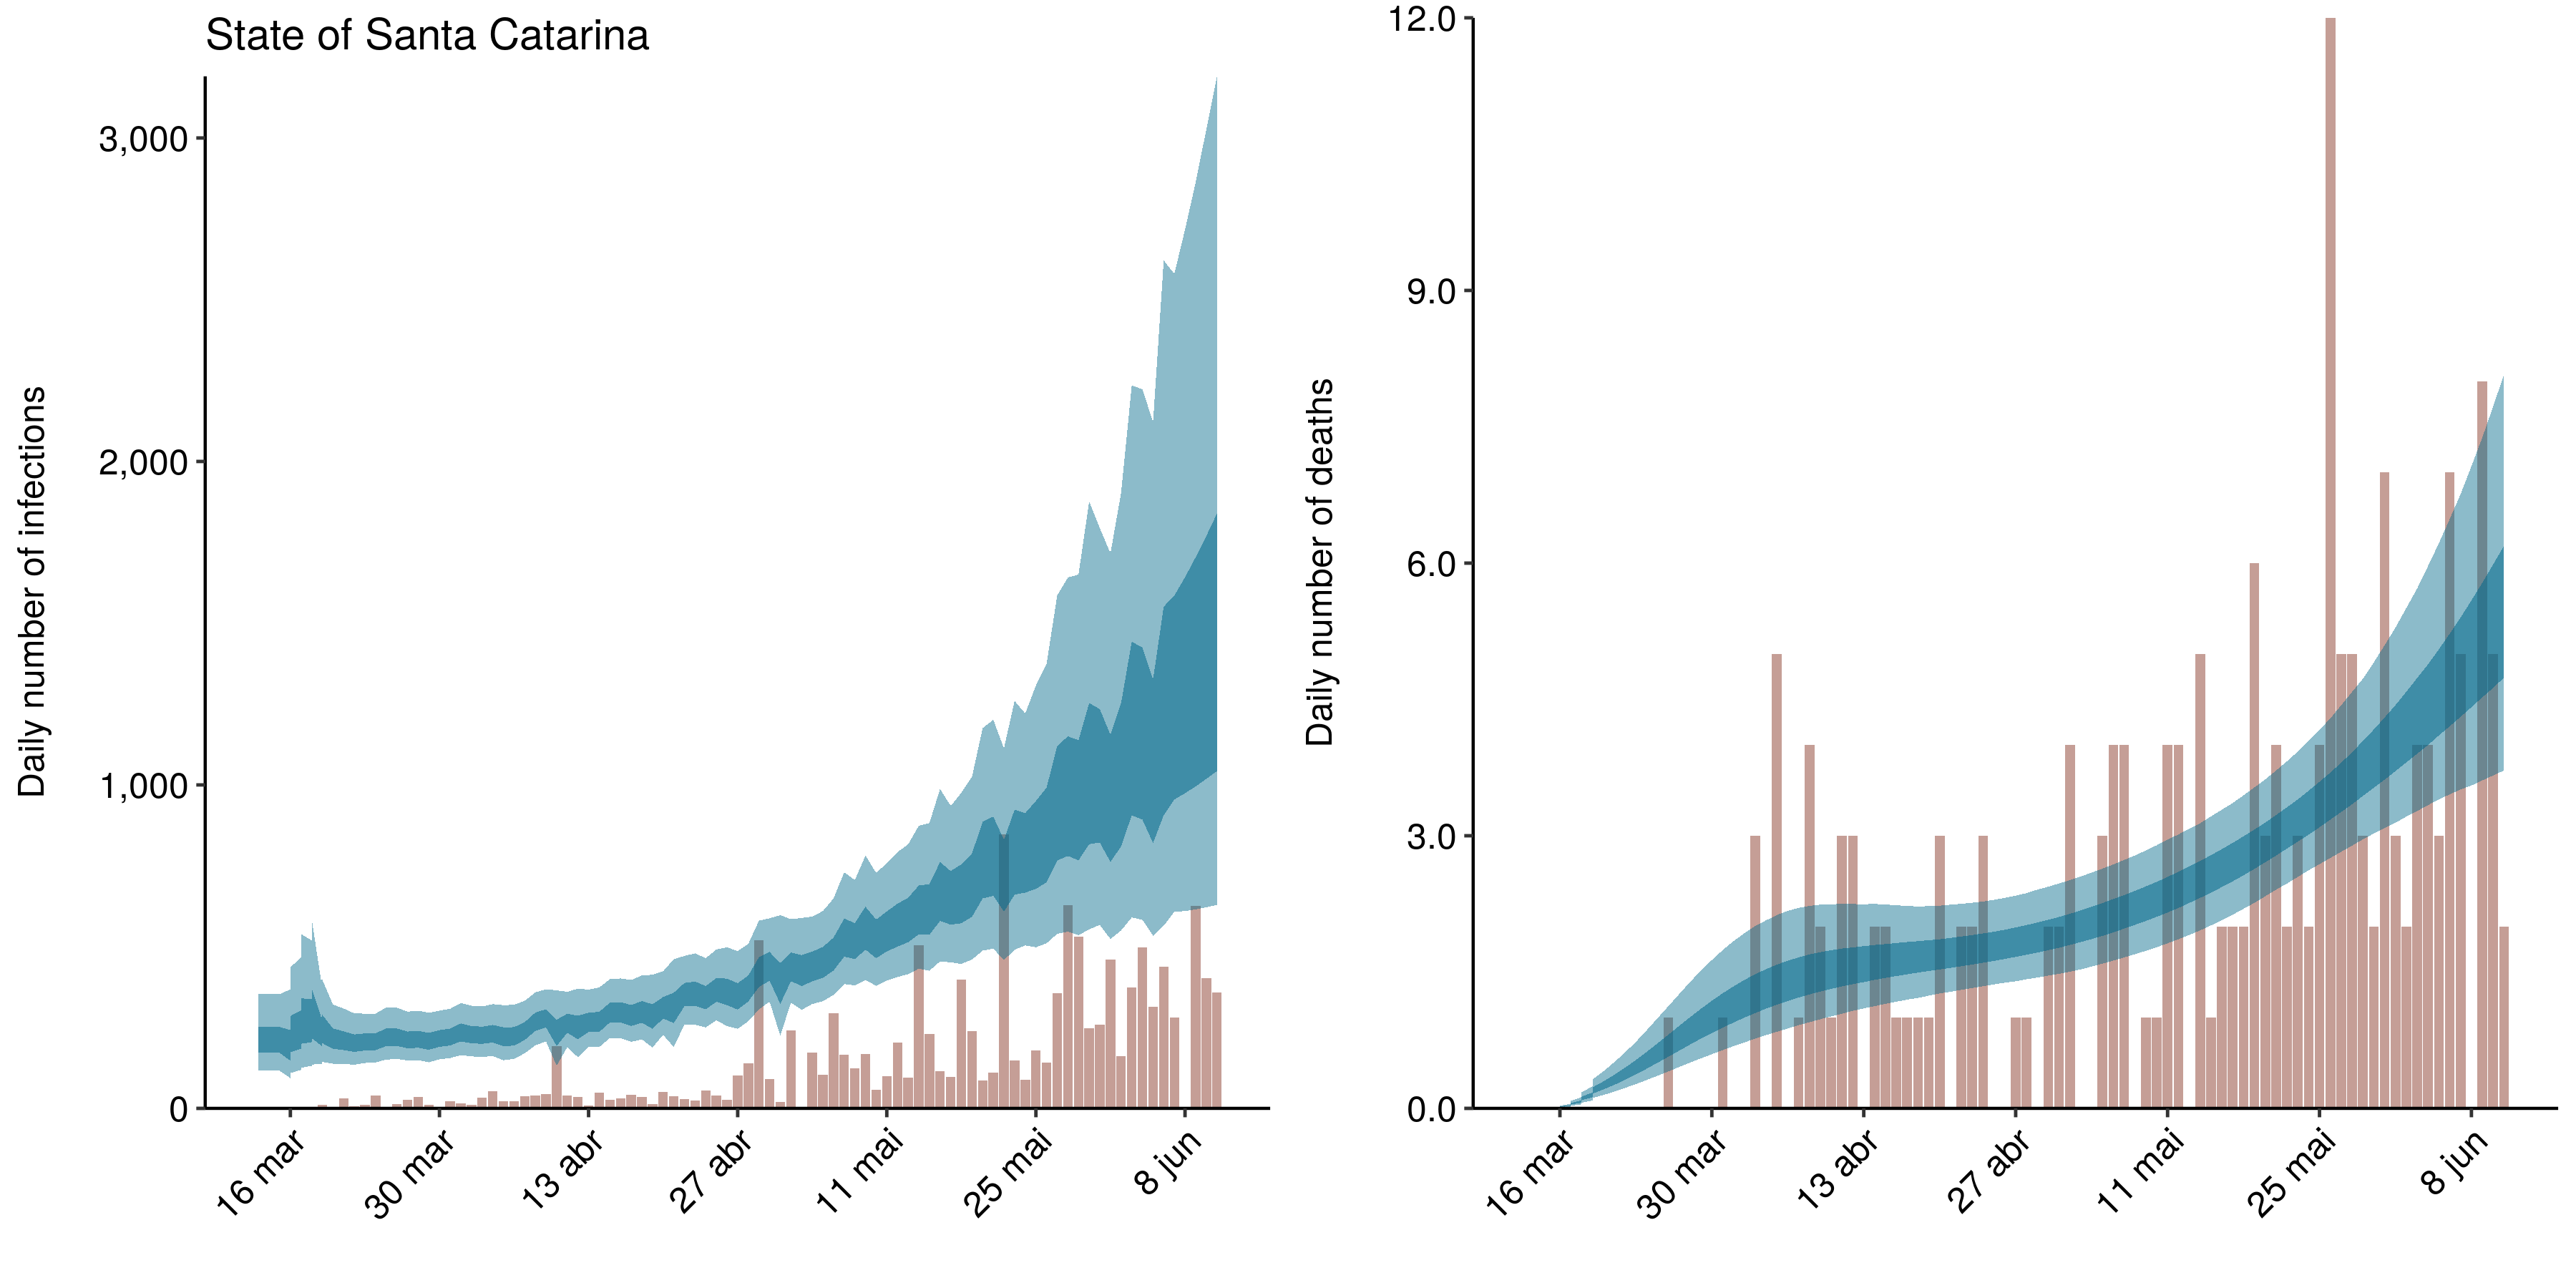 State of Santa Catarina
Daily number of infections
3,000
2,000
1,000
0
16 mar
30 mar
13 abr
27 abr
11 mai
25 mai
8 jun
Daily number of deaths
12.0
9.0
6.0
3.0
0.0
16 mar
30 mar
13 abr
27 abr
11 mai
25 mai
8 jun